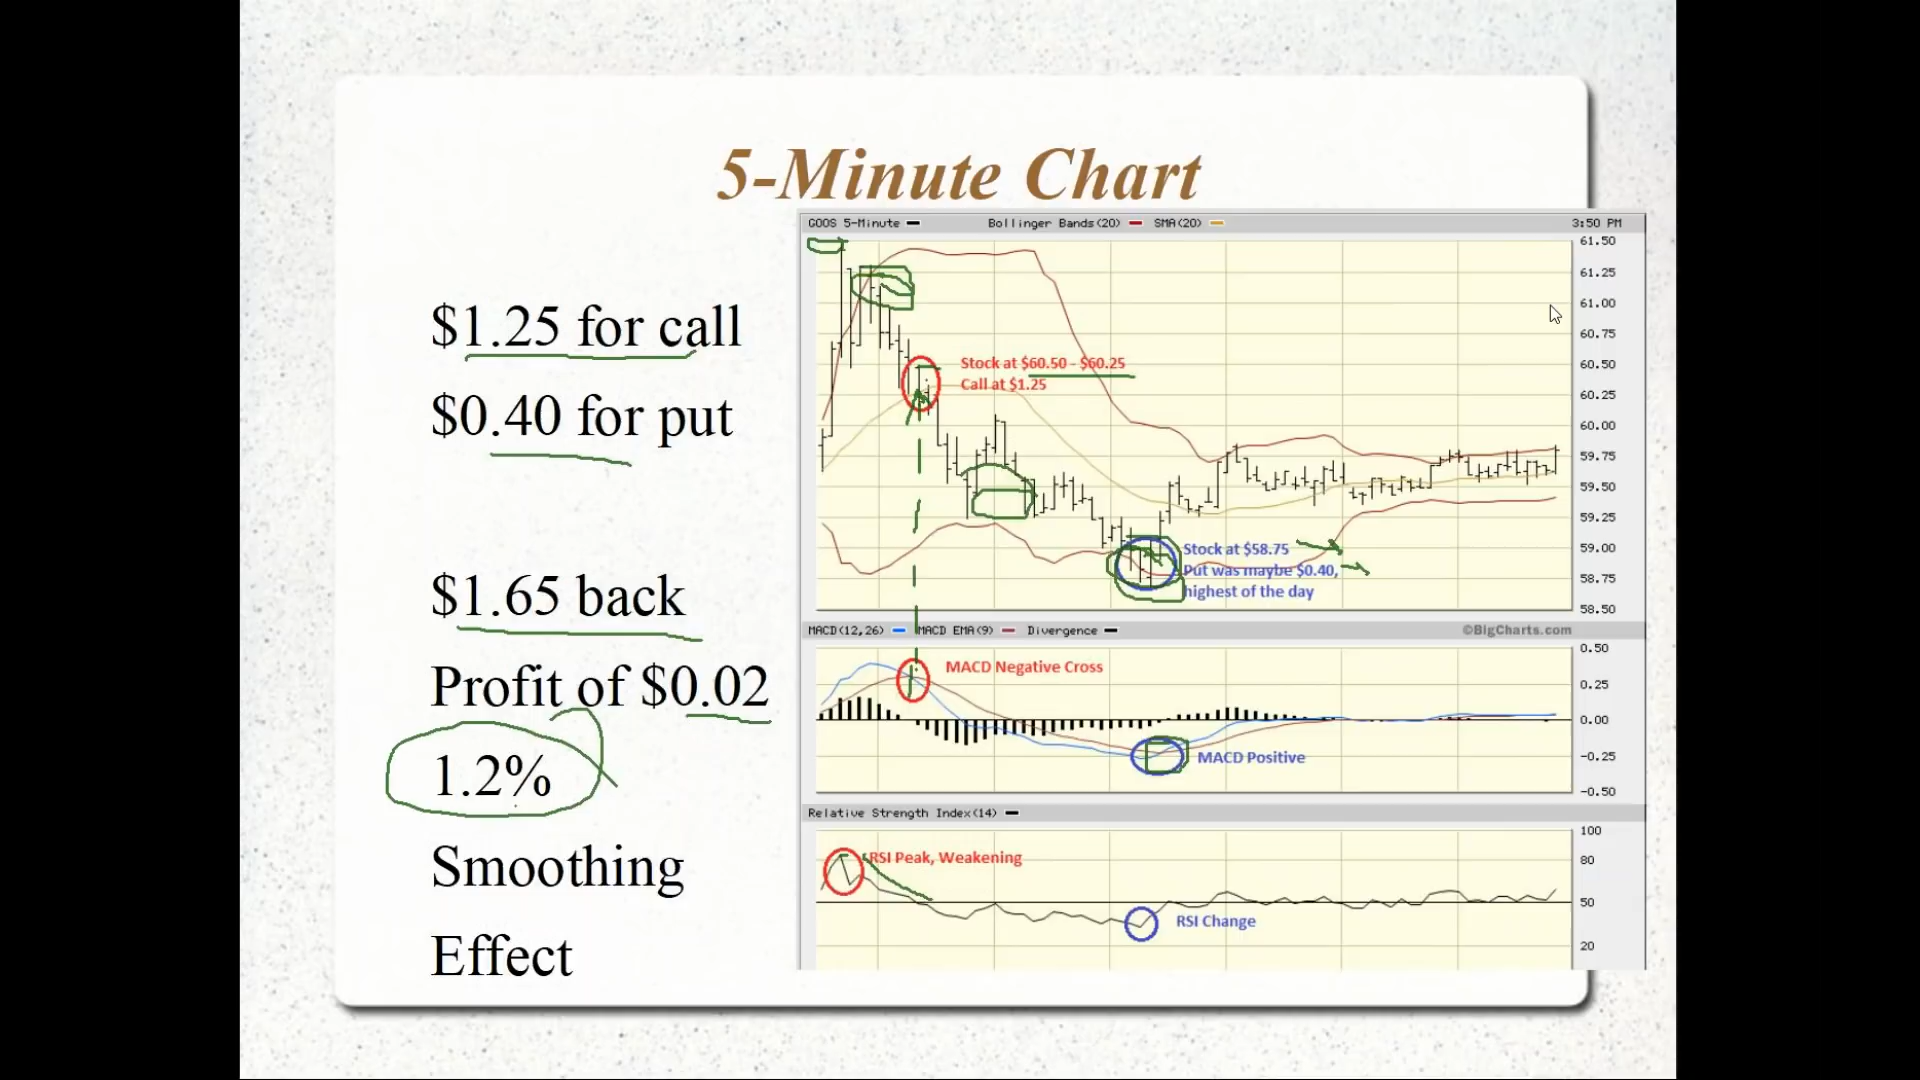 5-Minute Chart
$1.25 for call
$0.40 for put
$1.65 back
Profit of $0.02
1.2%
Smoothing
Effect
GOOS 5-Minute Bollinger Bands(20) SMA(20) 3:50 PM
61.50
61.25
61.00
60.75
60.50
60.25
60.00
59.75
59.50
59.25
59.00
58.75
58.50
Stock at $60.50 - $60.25
Call at $1.25
Stock at $58.75
Put was maybe $0.40,
highest of the day
MACD(12,26) MACD EMA(9) Divergence ©BigCharts.com
0.50
0.25
0.00
-0.25
-0.50
MACD Negative Cross
MACD Positive
Relative Strength Index(14)
100
80
50
20
RSI Peak, Weakening
RSI Change